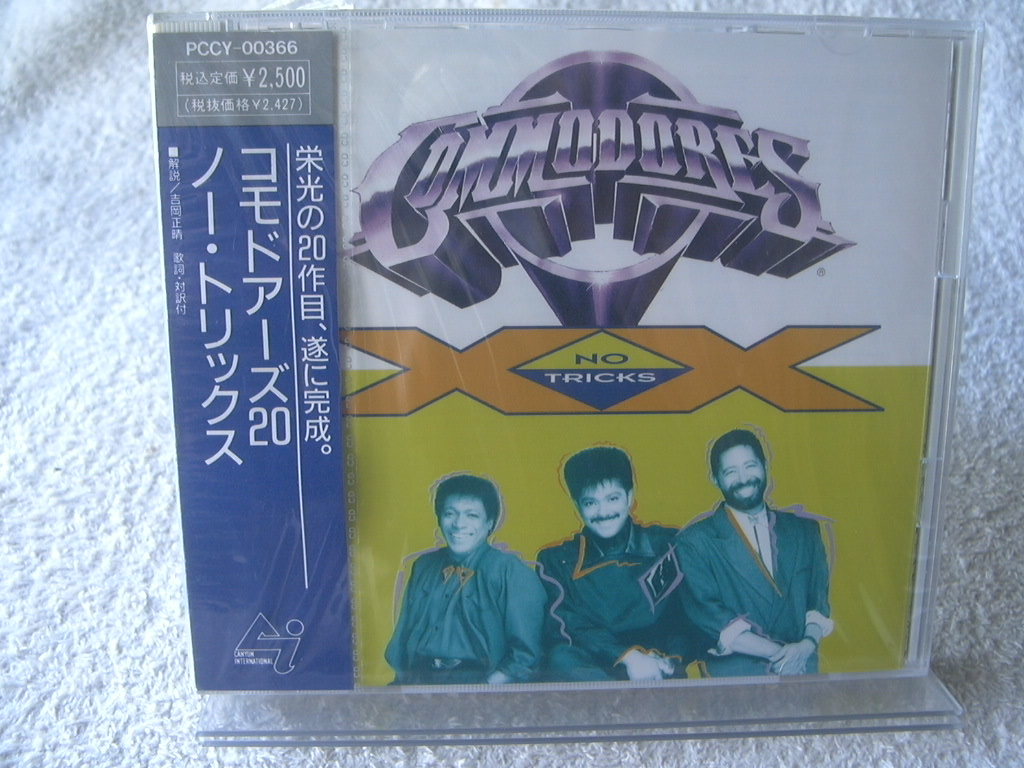 PCCY-00366
税込定価¥2,500
(税抜価格¥2,427)
栄光の20作目、遂に完成。
コモドアーズ20
ノー・トリックス
■解説/吉岡正晴 歌詞・対訳付
CANYON
INTERNATIONAL
COMMODORES
®
XX
NO
TRICKS